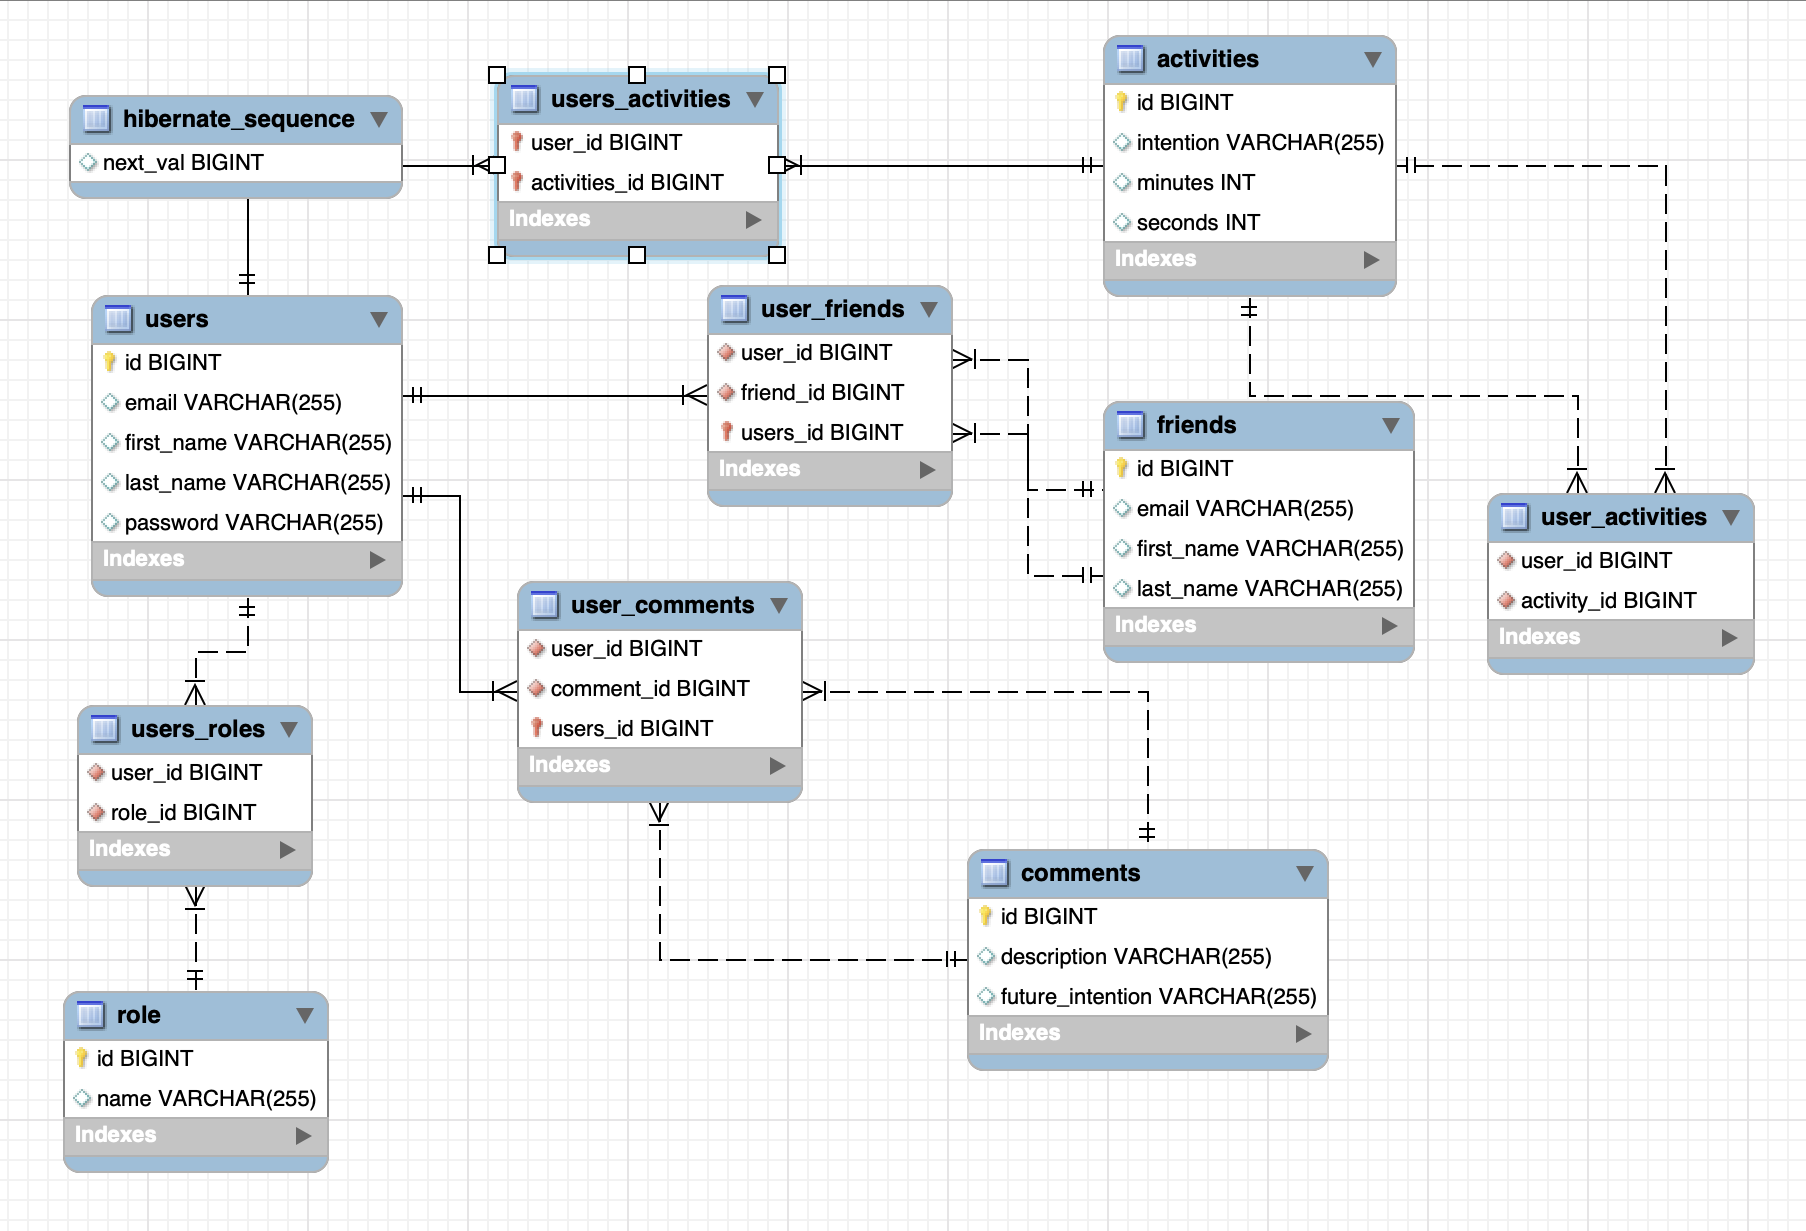 hibernate_sequence
next_val BIGINT
users_activities
user_id BIGINT
activities_id BIGINT
Indexes
activities
id BIGINT
intention VARCHAR(255)
minutes INT
seconds INT
Indexes
users
id BIGINT
email VARCHAR(255)
first_name VARCHAR(255)
last_name VARCHAR(255)
password VARCHAR(255)
Indexes
user_friends
user_id BIGINT
friend_id BIGINT
users_id BIGINT
Indexes
friends
id BIGINT
email VARCHAR(255)
first_name VARCHAR(255)
last_name VARCHAR(255)
Indexes
user_activities
user_id BIGINT
activity_id BIGINT
Indexes
user_comments
user_id BIGINT
comment_id BIGINT
users_id BIGINT
Indexes
users_roles
user_id BIGINT
role_id BIGINT
Indexes
comments
id BIGINT
description VARCHAR(255)
future_intention VARCHAR(255)
Indexes
role
id BIGINT
name VARCHAR(255)
Indexes